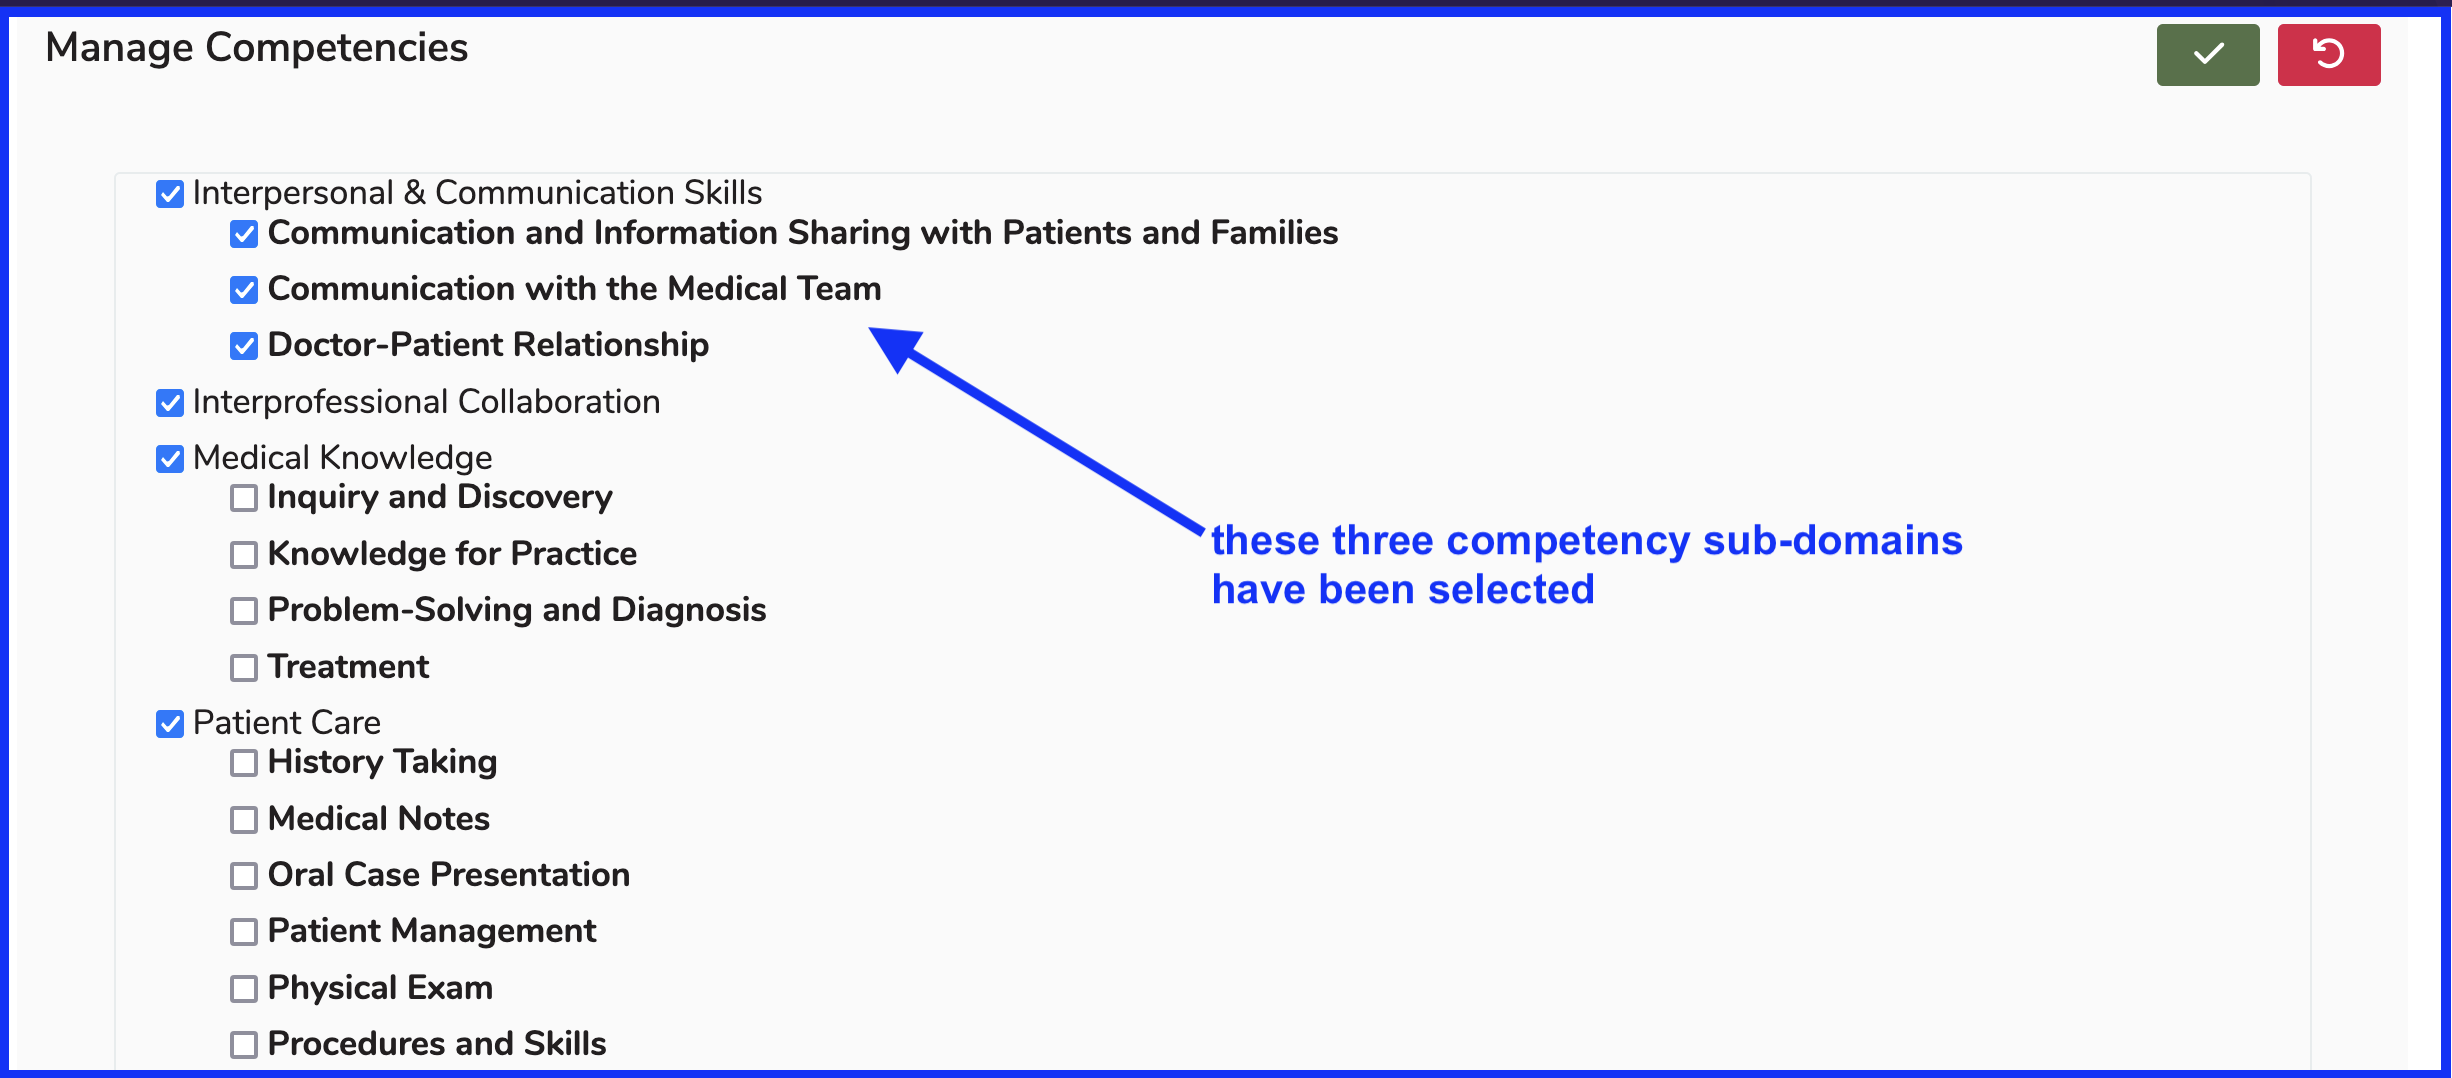 Manage Competencies
Interpersonal & Communication Skills
Communication and Information Sharing with Patients and Families
Communication with the Medical Team
Doctor-Patient Relationship
Interprofessional Collaboration
Medical Knowledge
Inquiry and Discovery
Knowledge for Practice
these three competency sub-domains
have been selected
Problem-Solving and Diagnosis
Treatment
Patient Care
History Taking
Medical Notes
Oral Case Presentation
Patient Management
Physical Exam
Procedures and Skills